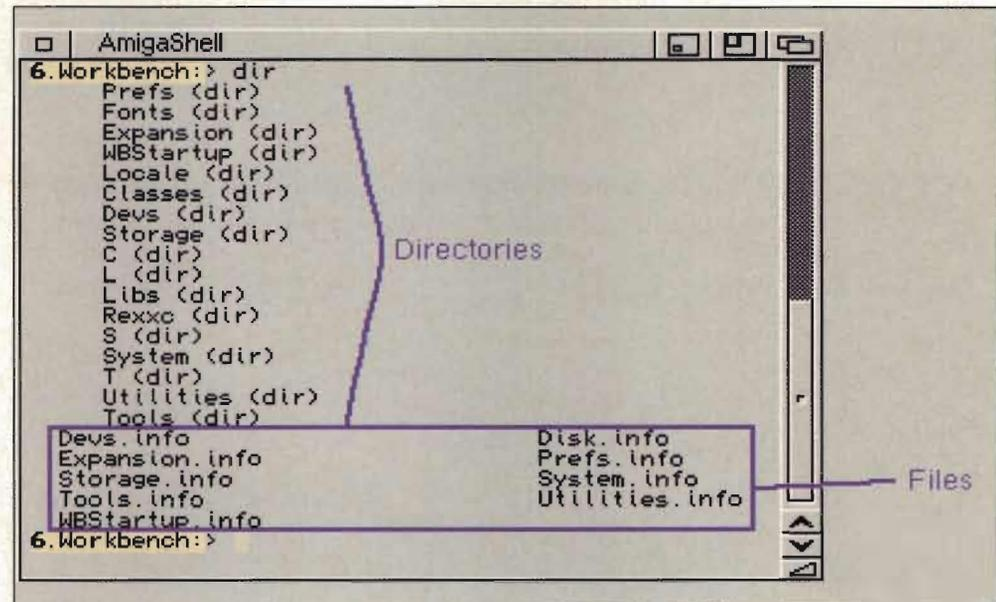 AmigaShell
6.Workbench:> dir
Prefs (dir)
Fonts (dir)
Expansion (dir)
WBStartup (dir)
Locale (dir)
Classes (dir)
Devs (dir)
Storage (dir)
Directories
C (dir)
L (dir)
Libs (dir)
Rexxc (dir)
S (dir)
System (dir)
T (dir)
Utilities (dir)
Tools (dir)
Devs.info Disk.info
Expansion.info Prefs.info
Storage.info System.info
Tools.info Utilities.info
Files
WBStartup.info
6.Workbench:>